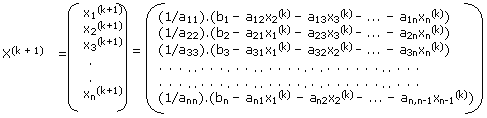 X⁽ᵏ ⁺ ¹⁾ = ( x₁⁽ᵏ⁺¹⁾ x₂⁽ᵏ⁺¹⁾ x₃⁽ᵏ⁺¹⁾ . . xₙ⁽ᵏ⁺¹⁾ ) =
(1/a₁₁).(b₁ - a₁₂x₂⁽ᵏ⁾ - a₁₃x₃⁽ᵏ⁾ - ... - a₁ₙxₙ⁽ᵏ⁾)
(1/a₂₂).(b₂ - a₂₁x₁⁽ᵏ⁾ - a₂₃x₃⁽ᵏ⁾ - ... - a₂ₙxₙ⁽ᵏ⁾)
(1/a₃₃).(b₃ - a₃₁x₁⁽ᵏ⁾ - a₃₂x₂⁽ᵏ⁾ - ... - a₃ₙxₙ⁽ᵏ⁾)
. . . . . . . . . . . . . . . . . . . . . . . . . . . . . .
(1/aₙₙ).(bₙ - aₙ₁x₁⁽ᵏ⁾ - aₙ₂x₂⁽ᵏ⁾ - ... - aₙ,ₙ₋₁xₙ₋₁⁽ᵏ⁾)